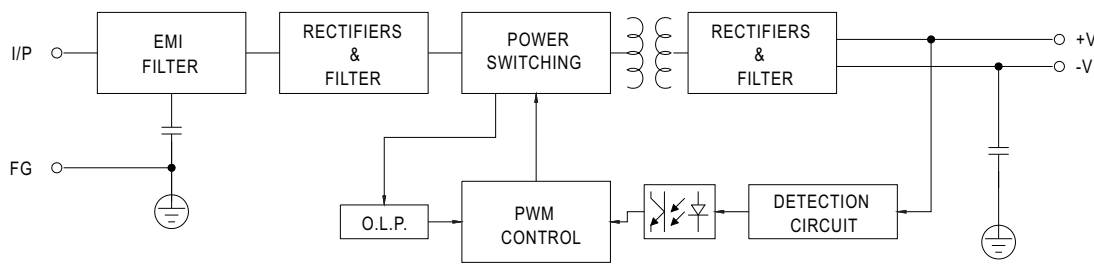 I/P
EMI
FILTER
RECTIFIERS
&
FILTER
POWER
SWITCHING
RECTIFIERS
&
FILTER
+V
-V
FG
O.L.P.
PWM
CONTROL
DETECTION
CIRCUIT